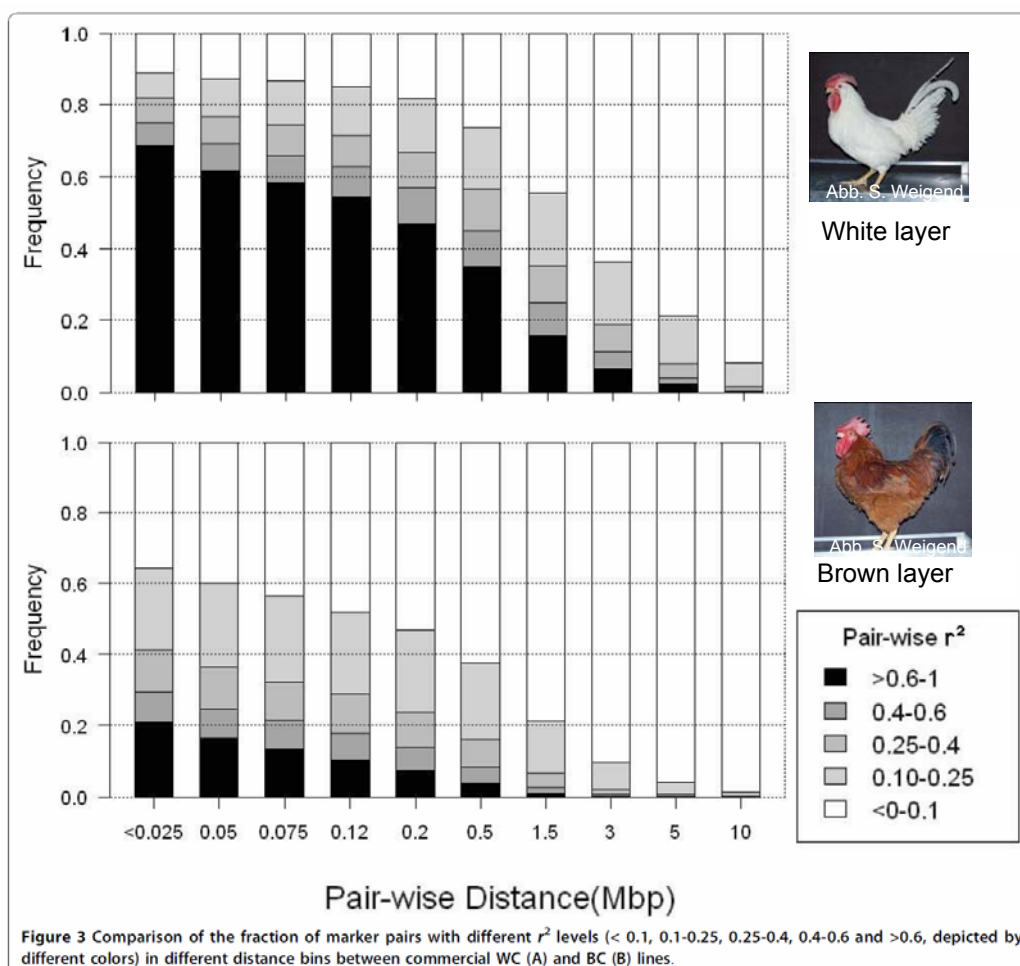 1.0
0.8
0.6
0.4
0.2
0.0
Frequency
Abb. S. Weigend
White layer
1.0
0.8
0.6
0.4
0.2
0.0
Frequency
<0.025 0.05 0.075 0.12 0.2 0.5 1.5 3 5 10
Pair-wise Distance(Mbp)
Abb. S. Weigend
Brown layer
Pair-wise r²
>0.6-1
0.4-0.6
0.25-0.4
0.10-0.25
<0-0.1
Figure 3 Comparison of the fraction of marker pairs with different r² levels (< 0.1, 0.1-0.25, 0.25-0.4, 0.4-0.6 and >0.6, depicted by
different colors) in different distance bins between commercial WC (A) and BC (B) lines.